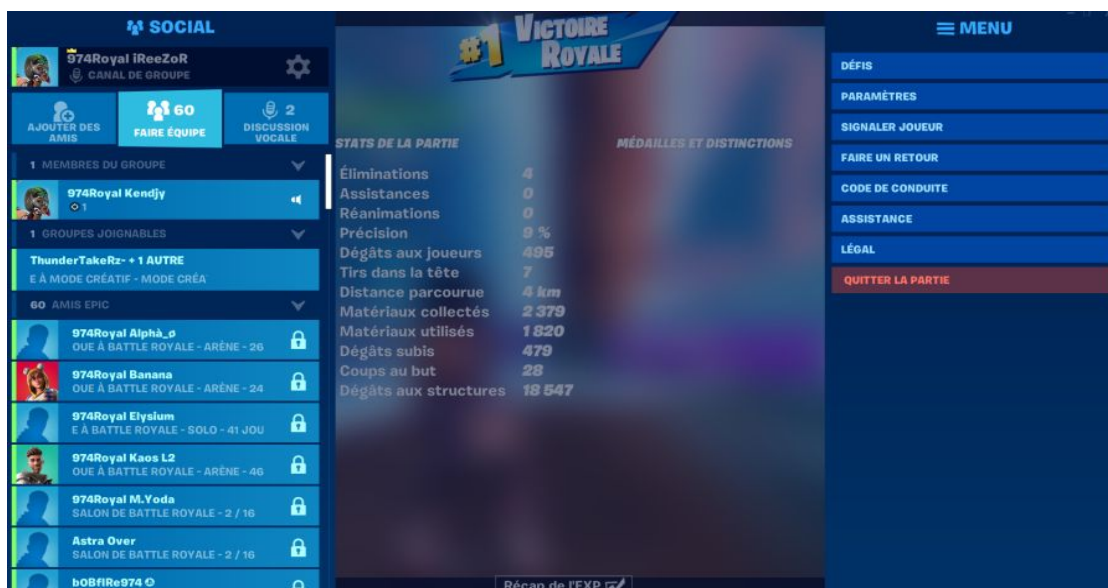 SOCIAL
974Royal iReeZoR
CANAL DE GROUPE
AJOUTER DES
AMIS
60
FAIRE ÉQUIPE
2
DISCUSSION
VOCALE
1 MEMBRES DU GROUPE
974Royal Kendjy
1
1 GROUPES JOIGNABLES
ThunderTakeRz- + 1 AUTRE
E À MODE CRÉATIF - MODE CRÉA
60 AMIS EPIC
974Royal Alphà_ø
OUE À BATTLE ROYALE - ARÈNE - 26
974Royal Banana
OUE À BATTLE ROYALE - ARÈNE - 24
974Royal Elysium
E À BATTLE ROYALE - SOLO - 41 JOU
974Royal Kaos L2
OUE À BATTLE ROYALE - ARÈNE - 46
974Royal M.Yoda
SALON DE BATTLE ROYALE - 2 / 16
Astra Over
SALON DE BATTLE ROYALE - 2 / 16
bOBfIRe974
#1 VICTOIRE
ROYALE
STATS DE LA PARTIE MÉDAILLES ET DISTINCTIONS
Éliminations 4
Assistances 0
Réanimations 0
Précision 9 %
Dégâts aux joueurs 495
Tirs dans la tête 7
Distance parcourue 4 km
Matériaux collectés 2 379
Matériaux utilisés 1 820
Dégâts subis 479
Coups au but 28
Dégâts aux structures 18 547
Récap de l'EXP
MENU
DÉFIS
PARAMÈTRES
SIGNALER JOUEUR
FAIRE UN RETOUR
CODE DE CONDUITE
ASSISTANCE
LÉGAL
QUITTER LA PARTIE